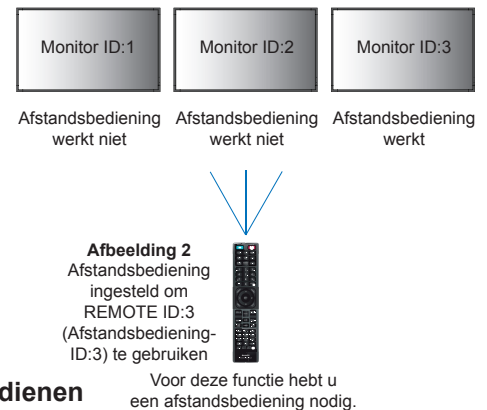 Monitor ID:1
Monitor ID:2
Monitor ID:3
Afstandsbediening
werkt niet
Afstandsbediening
werkt niet
Afstandsbediening
werkt
Afbeelding 2
Afstandsbediening
ingesteld om
REMOTE ID:3
(Afstandsbediening-
ID:3) te gebruiken
dienen
Voor deze functie hebt u
een afstandsbediening nodig.